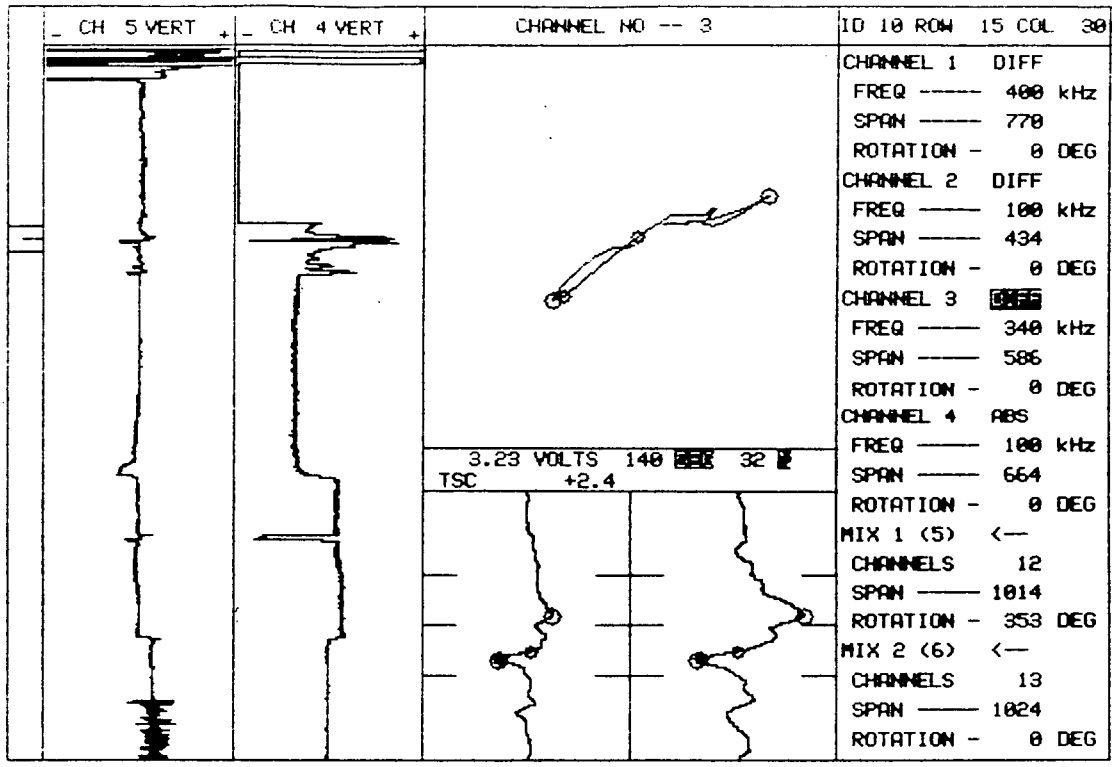 _ CH 5 VERT +
_ CH 4 VERT +
CHANNEL NO -- 3
3.23 VOLTS 140 DEG 32 %
TSC +2.4
ID 10 ROW 15 COL 30
CHANNEL 1 DIFF
FREQ ----- 400 kHz
SPAN ----- 770
ROTATION - 0 DEG
CHANNEL 2 DIFF
FREQ ----- 100 kHz
SPAN ----- 434
ROTATION - 0 DEG
CHANNEL 3 DIFF
FREQ ----- 340 kHz
SPAN ----- 586
ROTATION - 0 DEG
CHANNEL 4 ABS
FREQ ----- 100 kHz
SPAN ----- 664
ROTATION - 0 DEG
MIX 1 (5) <--
CHANNELS 12
SPAN ----- 1014
ROTATION - 353 DEG
MIX 2 (6) <--
CHANNELS 13
SPAN ----- 1024
ROTATION - 0 DEG